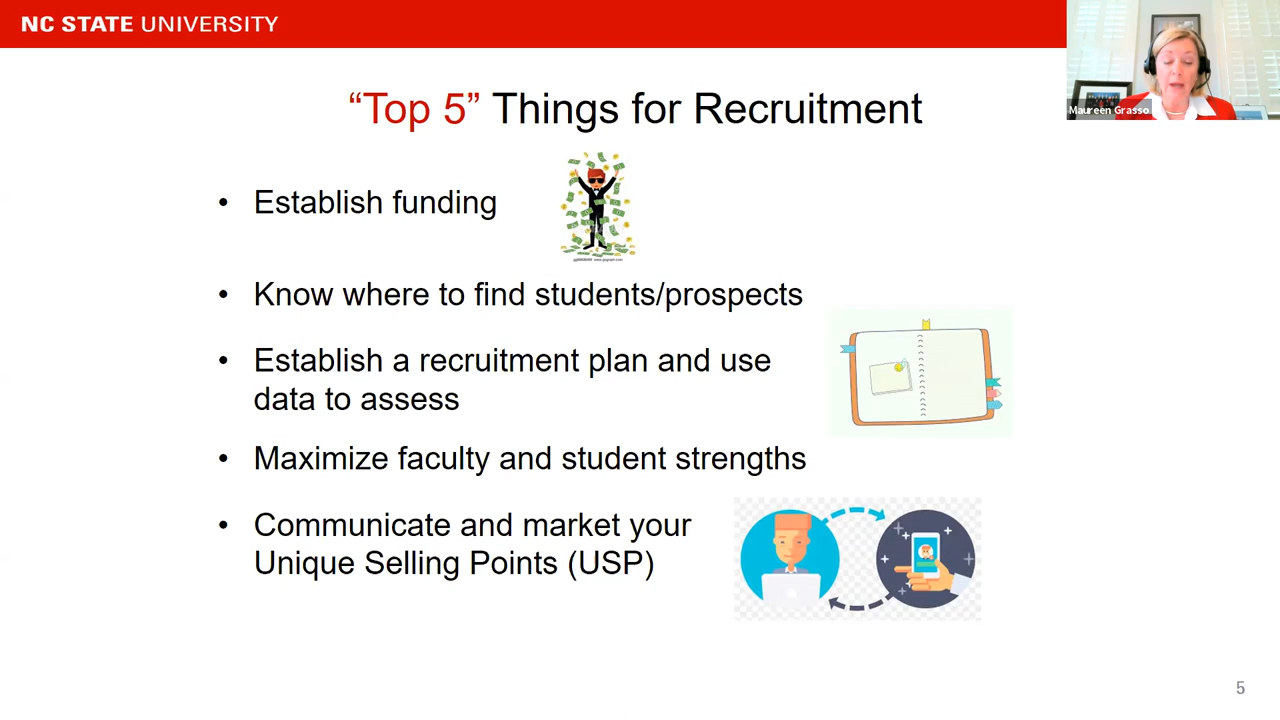 NC STATE UNIVERSITY
Maureen Grasso
“Top 5” Things for Recruitment
• Establish funding
• Know where to find students/prospects
• Establish a recruitment plan and use
data to assess
• Maximize faculty and student strengths
• Communicate and market your
Unique Selling Points (USP)
5